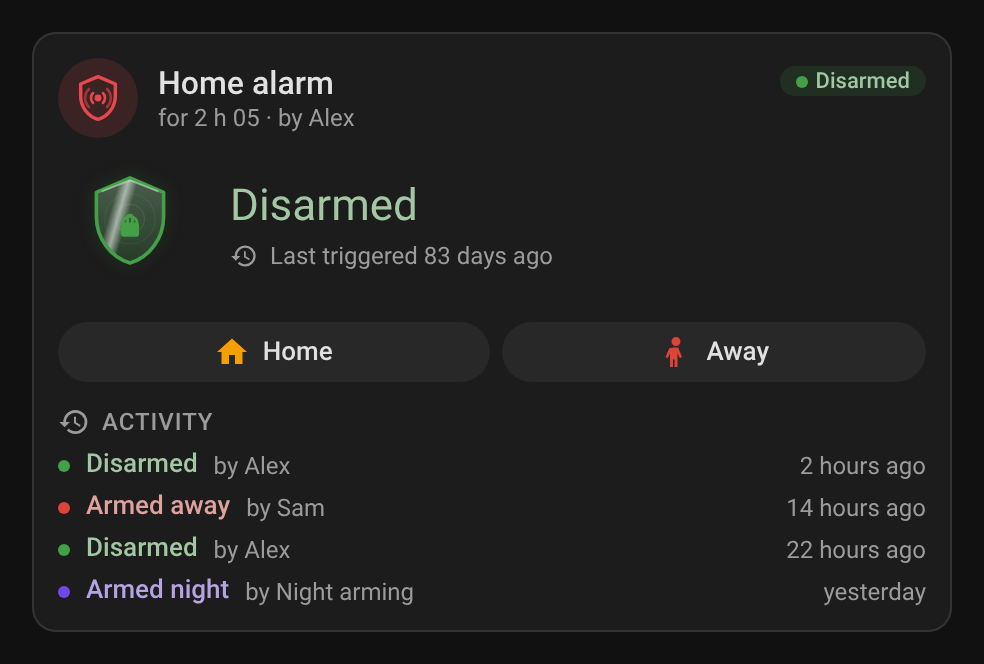 Home alarm
Disarmed
for 2 h 05 · by Alex
Disarmed
Last triggered 83 days ago
Home
Away
ACTIVITY
Disarmed by Alex 2 hours ago
Armed away by Sam 14 hours ago
Disarmed by Alex 22 hours ago
Armed night by Night arming yesterday